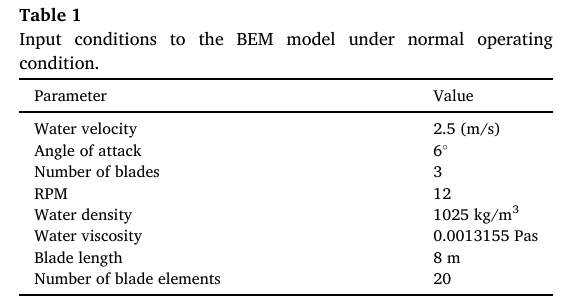 Table 1
Input conditions to the BEM model under normal operating
condition.
Parameter Value
Water velocity 2.5 (m/s)
Angle of attack 6°
Number of blades 3
RPM 12
Water density 1025 kg/m³
Water viscosity 0.0013155 Pas
Blade length 8 m
Number of blade elements 20